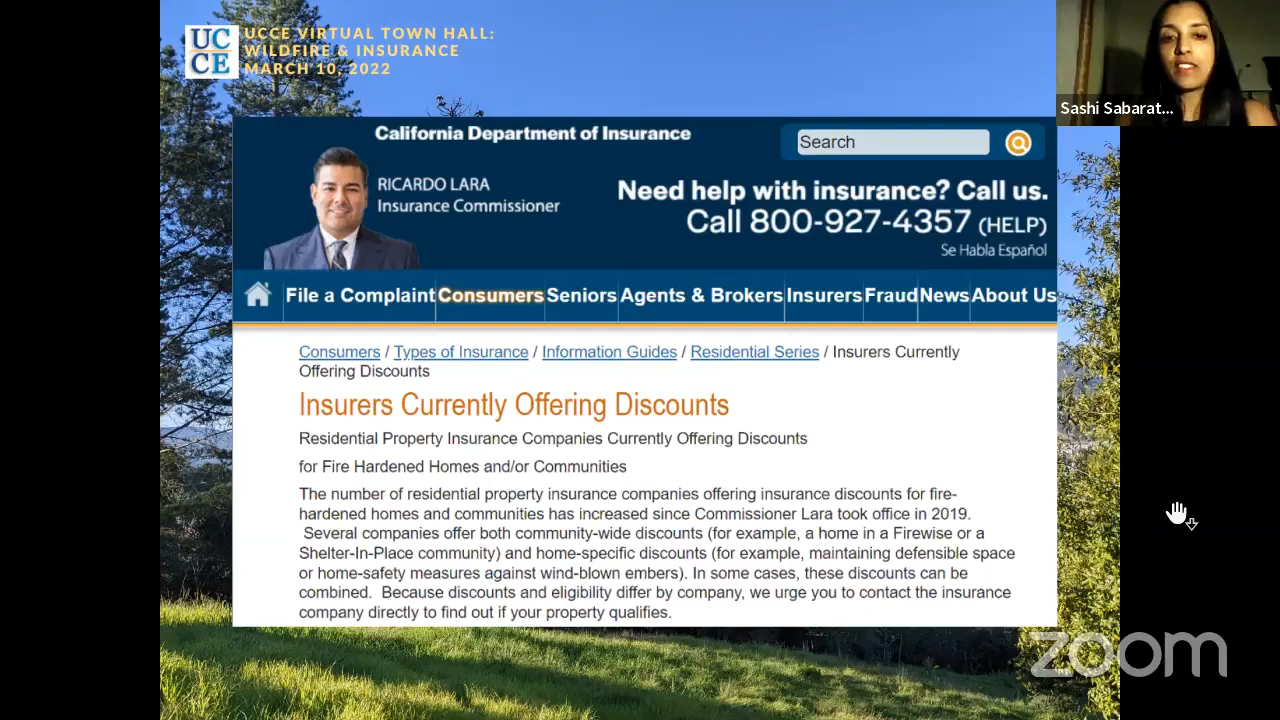 UC
CE
UCCE VIRTUAL TOWN HALL:
WILDFIRE & INSURANCE
MARCH 10, 2022
Sashi Sabarat...
California Department of Insurance
Search
RICARDO LARA
Insurance Commissioner
Need help with insurance? Call us.
Call 800-927-4357 (HELP)
Se Habla Español
File a Complaint Consumers Seniors Agents & Brokers Insurers Fraud News About Us
Consumers / Types of Insurance / Information Guides / Residential Series / Insurers Currently
Offering Discounts
Insurers Currently Offering Discounts
Residential Property Insurance Companies Currently Offering Discounts
for Fire Hardened Homes and/or Communities
The number of residential property insurance companies offering insurance discounts for fire-
hardened homes and communities has increased since Commissioner Lara took office in 2019.
Several companies offer both community-wide discounts (for example, a home in a Firewise or a
Shelter-In-Place community) and home-specific discounts (for example, maintaining defensible space
or home-safety measures against wind-blown embers). In some cases, these discounts can be
combined.  Because discounts and eligibility differ by company, we urge you to contact the insurance
company directly to find out if your property qualifies.
zoom